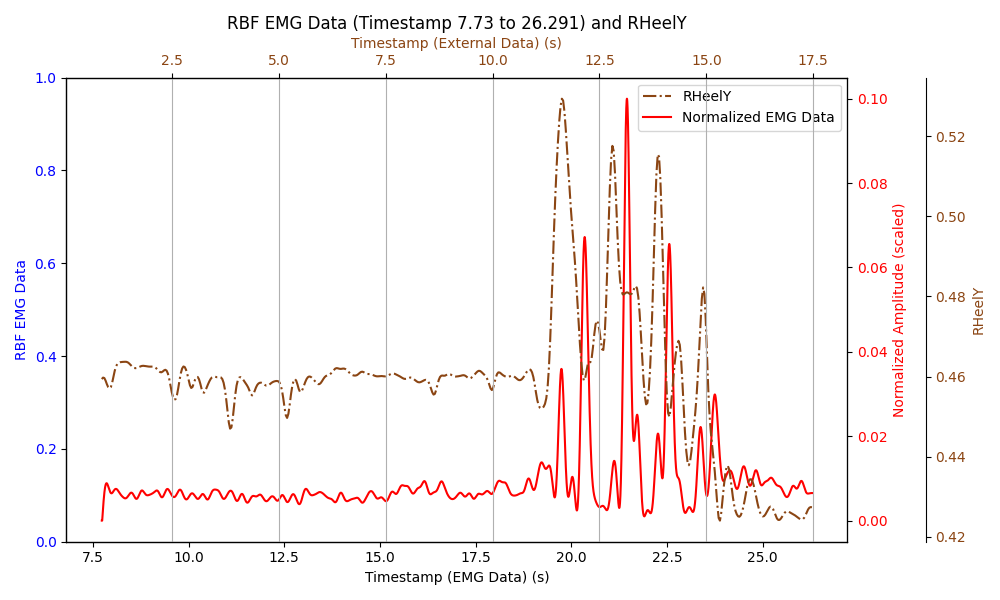 RBF EMG Data (Timestamp 7.73 to 26.291) and RHeelY
Timestamp (External Data) (s)
2.5 5.0 7.5 10.0 12.5 15.0 17.5
RHeelY
Normalized EMG Data
RBF EMG Data
1.0
0.8
0.6
0.4
0.2
0.0
Normalized Amplitude (scaled)
0.10
0.08
0.06
0.04
0.02
0.00
RHeelY
0.52
0.50
0.48
0.46
0.44
0.42
7.5 10.0 12.5 15.0 17.5 20.0 22.5 25.0
Timestamp (EMG Data) (s)